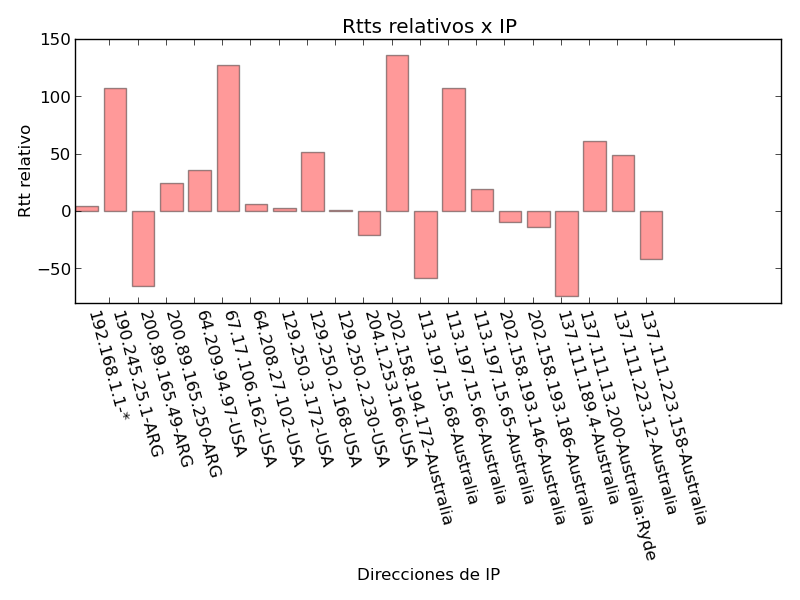 Rtts relativos x IP
150
100
50
0
−50
Rtt relativo
192.168.1.1-*
190.245.25.1-ARG
200.89.165.49-ARG
200.89.165.250-ARG
64.209.94.97-USA
67.17.106.162-USA
64.208.27.102-USA
129.250.3.172-USA
129.250.2.168-USA
129.250.2.230-USA
204.1.253.166-USA
202.158.194.172-Australia
113.197.15.68-Australia
113.197.15.66-Australia
113.197.15.65-Australia
202.158.193.146-Australia
202.158.193.186-Australia
137.111.189.4-Australia
137.111.13.200-Australia:Ryde
137.111.223.12-Australia
137.111.223.158-Australia
Direcciones de IP